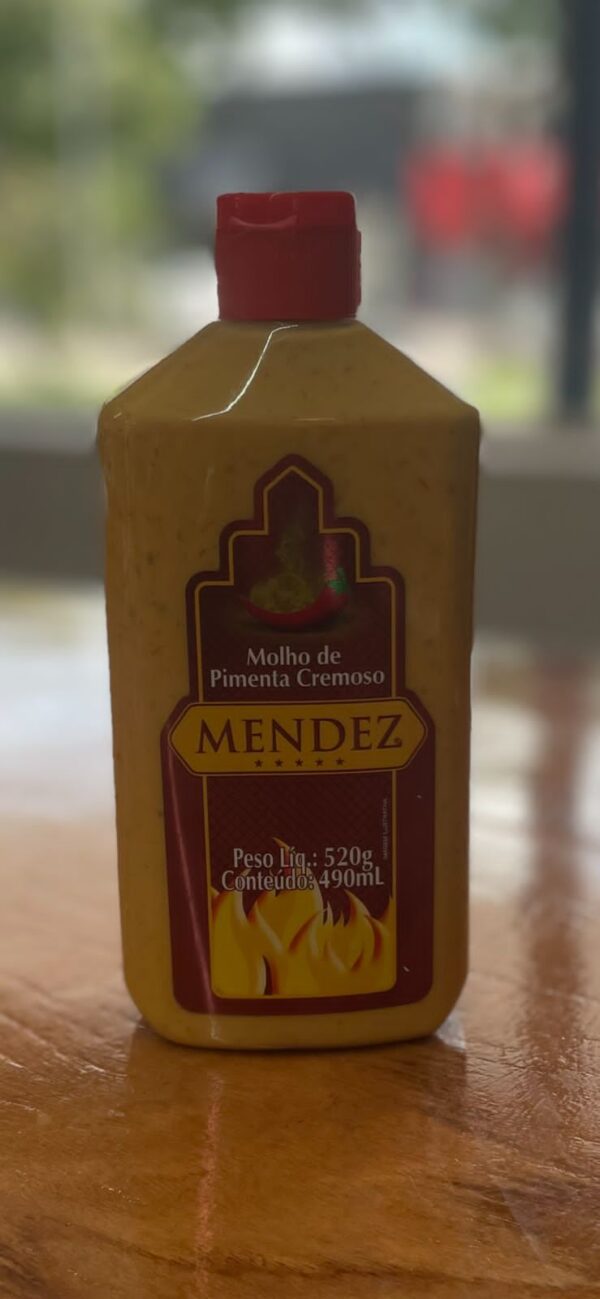 Molho de
Pimenta Cremoso
MENDEZ
Peso Líq.: 520g
Conteúdo: 490mL